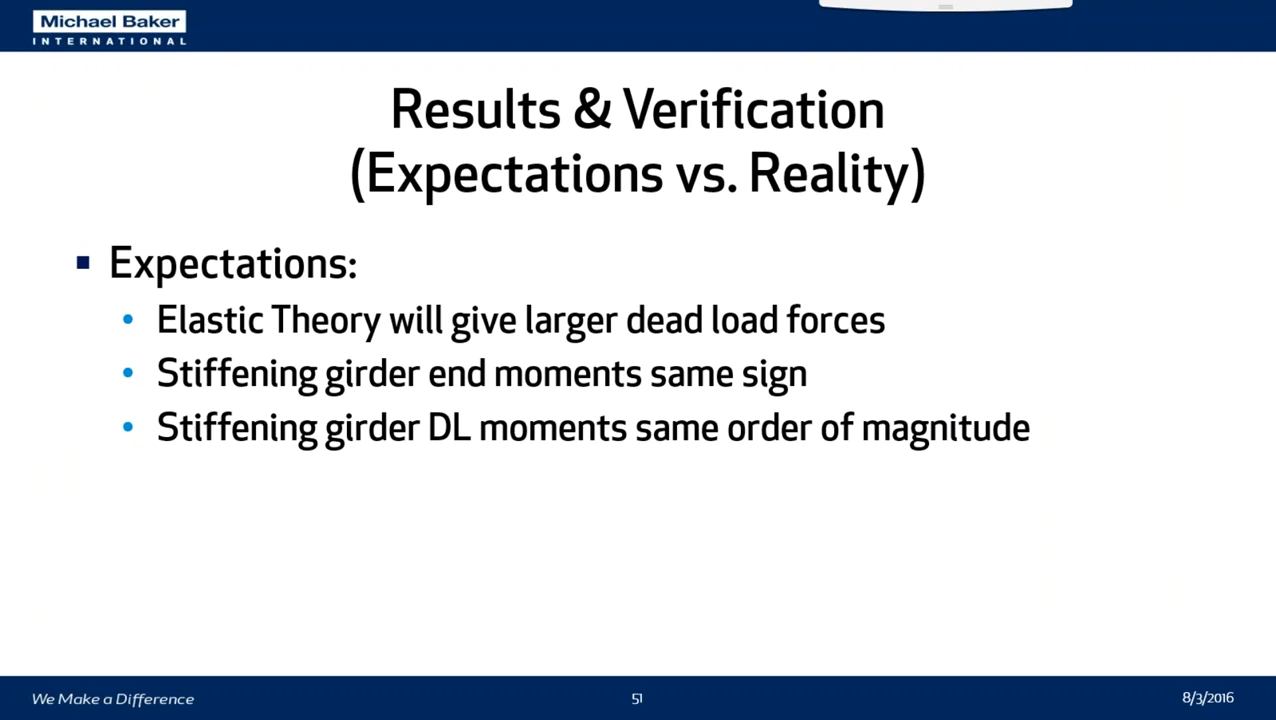 Michael Baker
INTERNATIONAL
Results & Verification
(Expectations vs. Reality)
Expectations:
Elastic Theory will give larger dead load forces
Stiffening girder end moments same sign
Stiffening girder DL moments same order of magnitude
We Make a Difference
51
8/3/2016